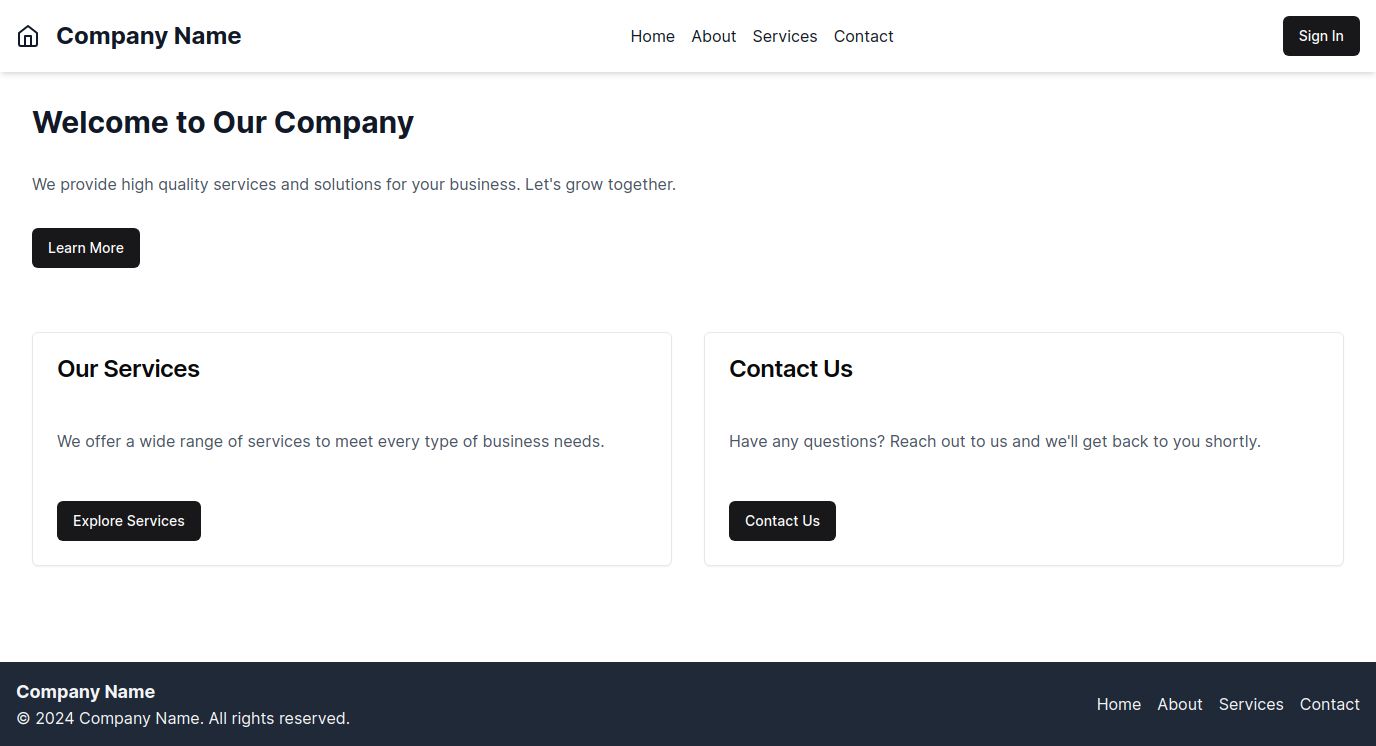 Company Name
Home About Services Contact
Sign In
Welcome to Our Company
We provide high quality services and solutions for your business. Let's grow together.
Learn More
Our Services
We offer a wide range of services to meet every type of business needs.
Explore Services
Contact Us
Have any questions? Reach out to us and we'll get back to you shortly.
Contact Us
Company Name
© 2024 Company Name. All rights reserved.
Home About Services Contact